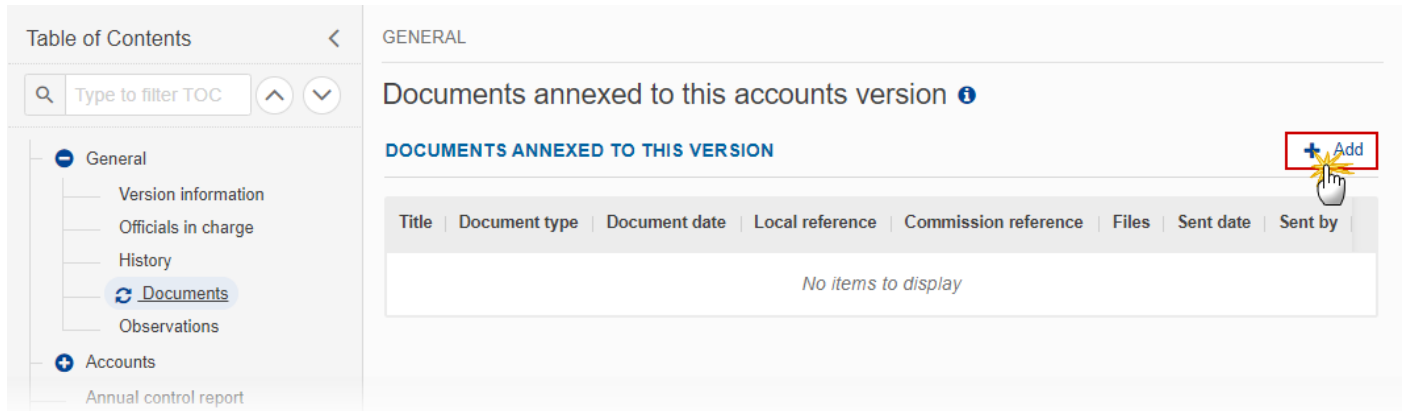 Table of Contents
Type to filter TOC
General
Version information
Officials in charge
History
Documents
Observations
Accounts
Annual control report
GENERAL
Documents annexed to this accounts version
DOCUMENTS ANNEXED TO THIS VERSION
Add
Title Document type Document date Local reference Commission reference Files Sent date Sent by
No items to display